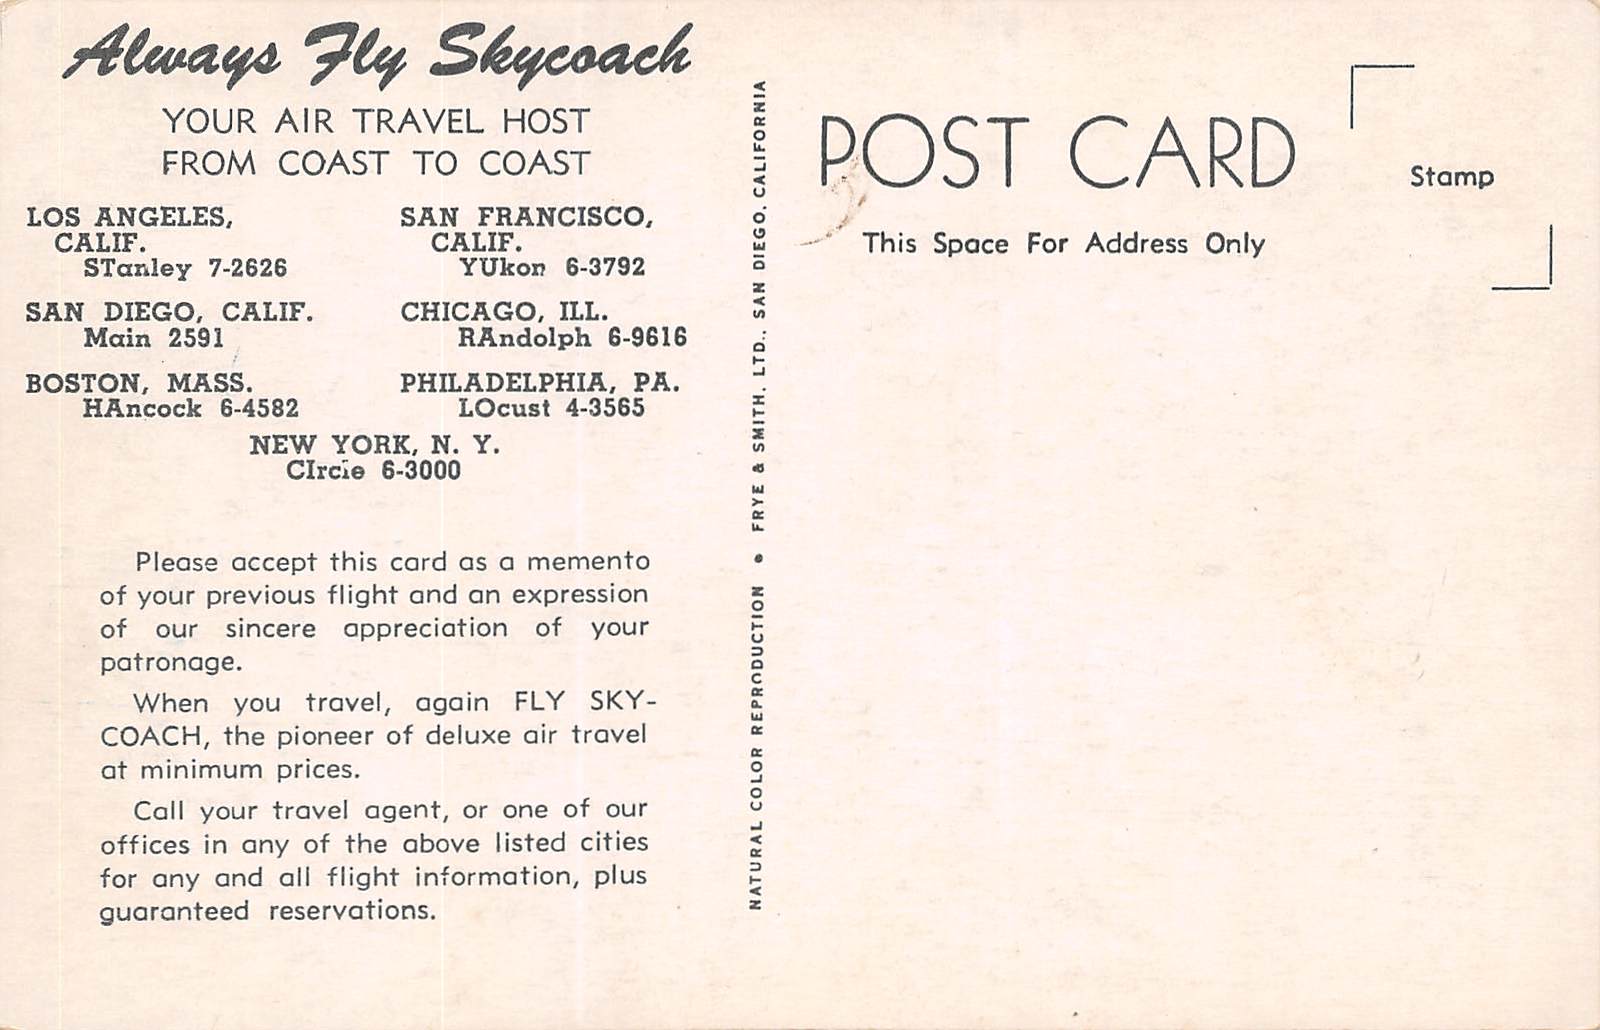 Always Fly Skycoach
YOUR AIR TRAVEL HOST
FROM COAST TO COAST
LOS ANGELES,
CALIF.
STanley 7-2626
SAN FRANCISCO,
CALIF.
YUkon 6-3792
SAN DIEGO, CALIF.
Main 2591
CHICAGO, ILL.
RAndolph 6-9616
BOSTON, MASS.
HAncock 6-4582
PHILADELPHIA, PA.
LOcust 4-3565
NEW YORK, N. Y.
CIrcle 6-3000
Please accept this card as a memento
of your previous flight and an expression
of our sincere appreciation of your
patronage.
When you travel, again FLY SKY-
COACH, the pioneer of deluxe air travel
at minimum prices.
Call your travel agent, or one of our
offices in any of the above listed cities
for any and all flight information, plus
guaranteed reservations.
NATURAL COLOR REPRODUCTION • FRYE & SMITH, LTD., SAN DIEGO, CALIFORNIA
POST CARD
This Space For Address Only
Stamp